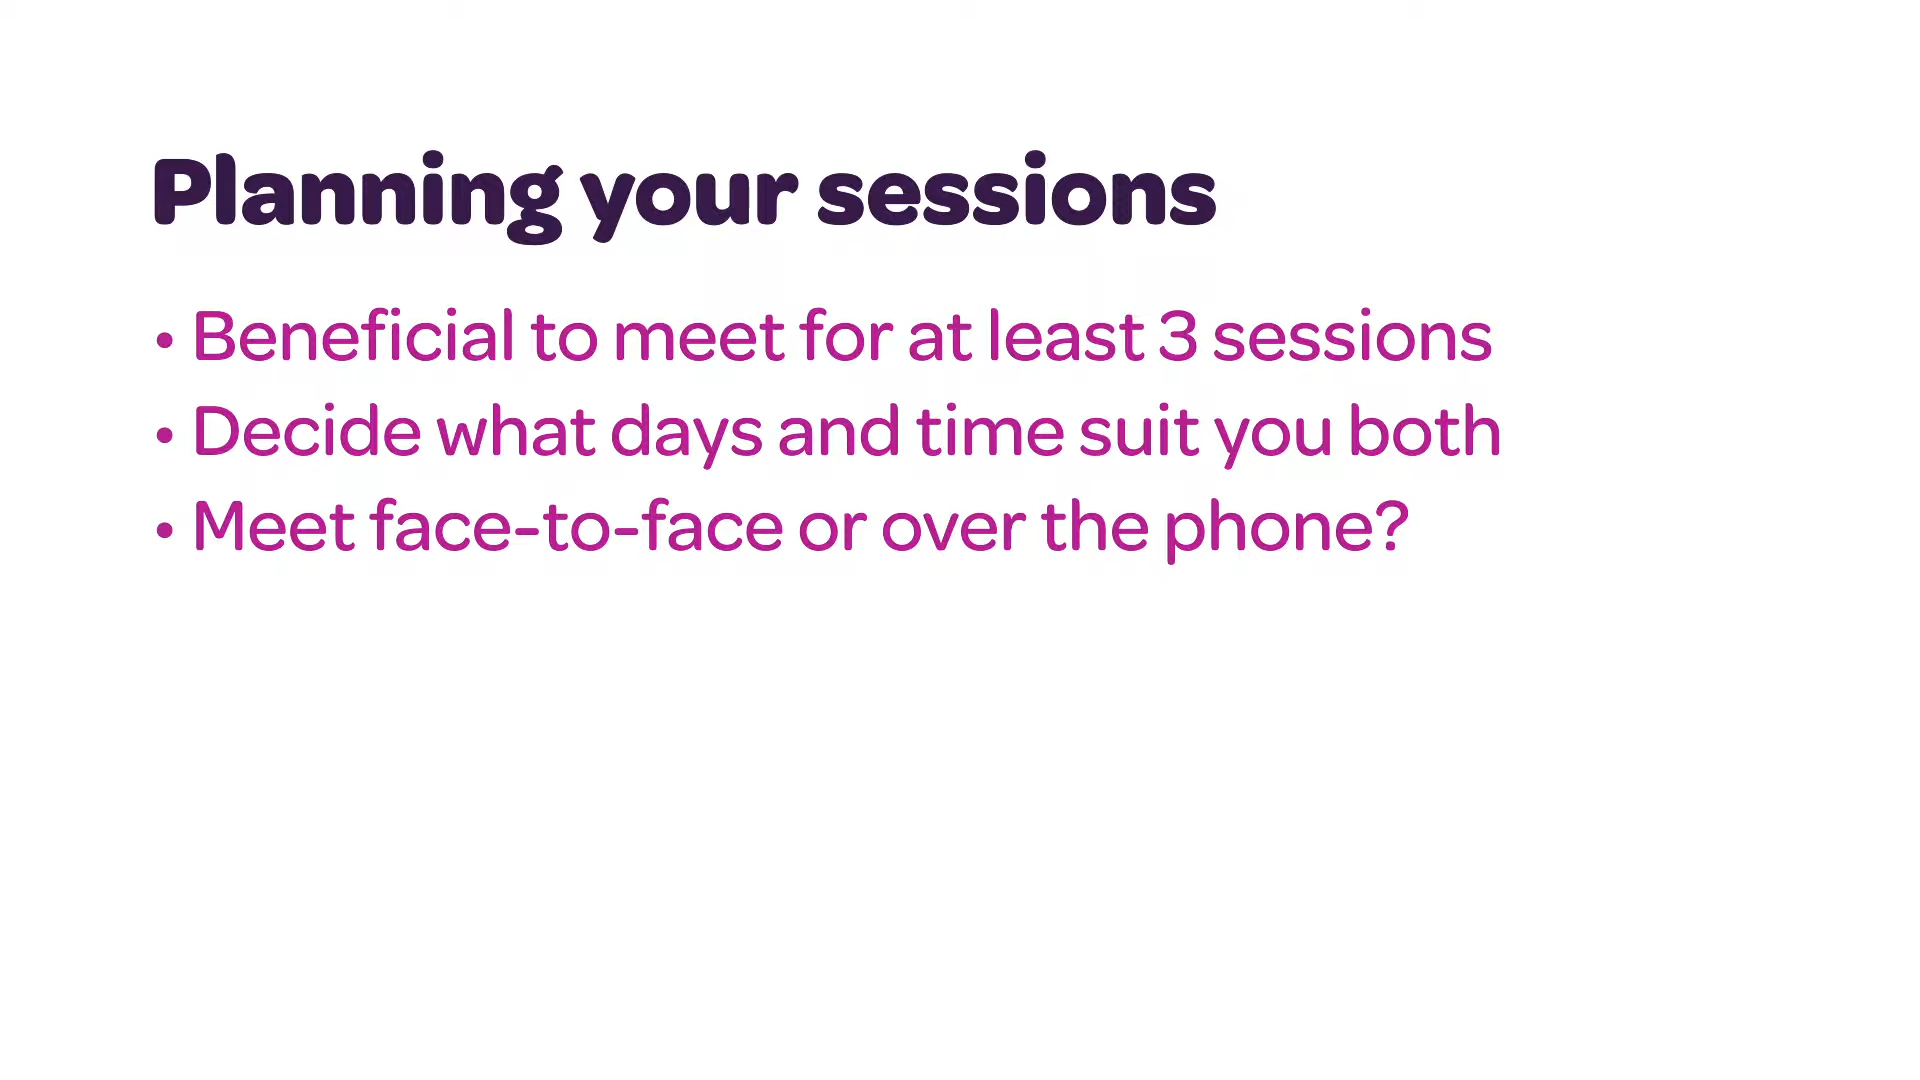 Planning your sessions
• Beneficial to meet for at least 3 sessions
• Decide what days and time suit you both
• Meet face-to-face or over the phone?